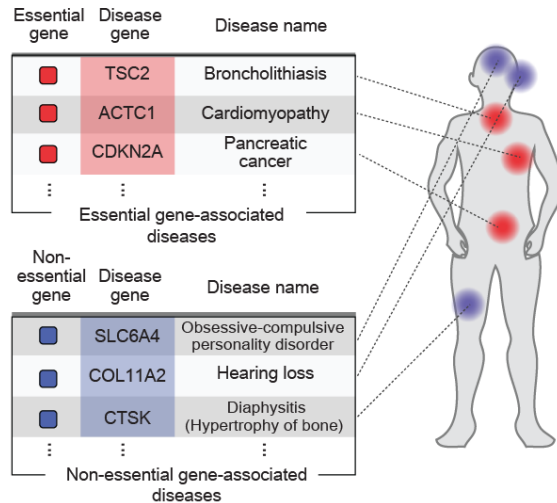 Essential gene
Disease gene
Disease name
TSC2
Broncholithiasis
ACTC1
Cardiomyopathy
CDKN2A
Pancreatic
cancer
...
...
...
Essential gene-associated
diseases
Non-
essential
gene
Disease
gene
Disease name
SLC6A4
Obsessive-compulsive
personality disorder
COL11A2
Hearing loss
CTSK
Diaphysitis
(Hypertrophy of bone)
...
...
...
Non-essential gene-associated
diseases